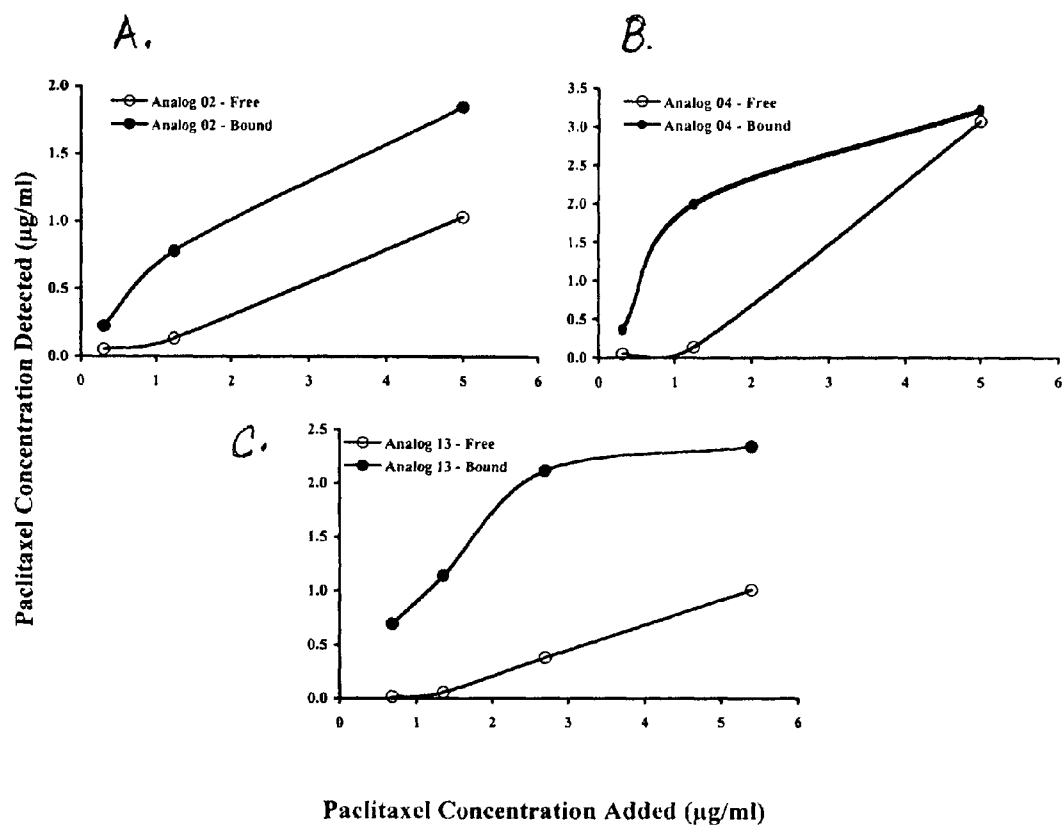 A.
B.
Analog 02 - Free
Analog 02 - Bound
2.0
1.5
1.0
0.5
0.0
0 1 2 3 4 5 6
Analog 04 - Free
Analog 04 - Bound
3.5
3.0
2.5
2.0
1.5
1.0
0.5
0.0
0 1 2 3 4 5 6
C.
Analog 13 - Free
Analog 13 - Bound
2.5
2.0
1.5
1.0
0.5
0.0
0 1 2 3 4 5 6
Paclitaxel Concentration Detected (µg/ml)
Paclitaxel Concentration Added (µg/ml)